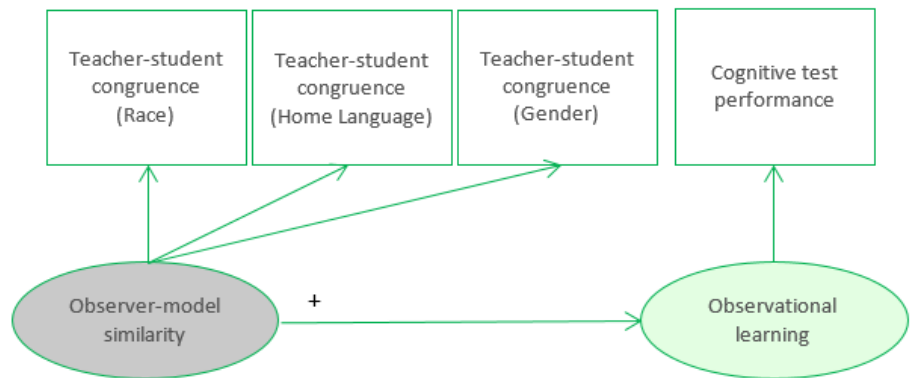 Teacher-student
congruence
(Race)
Teacher-student
congruence
(Home Language)
Teacher-student
congruence
(Gender)
Cognitive test
performance
Observer-model
similarity
+
Observational
learning